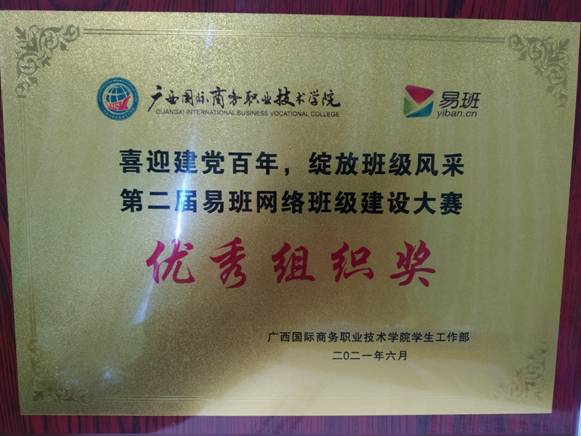 广西国际商务职业技术学院
GUANGXI INTERNATIONAL BUSINESS VOCATIONAL COLLEGE
易班
yiban.cn
喜迎建党百年，绽放班级风采
第二届易班网络班级建设大赛
优秀组织奖
广西国际商务职业技术学院学生工作部
二〇二一年六月